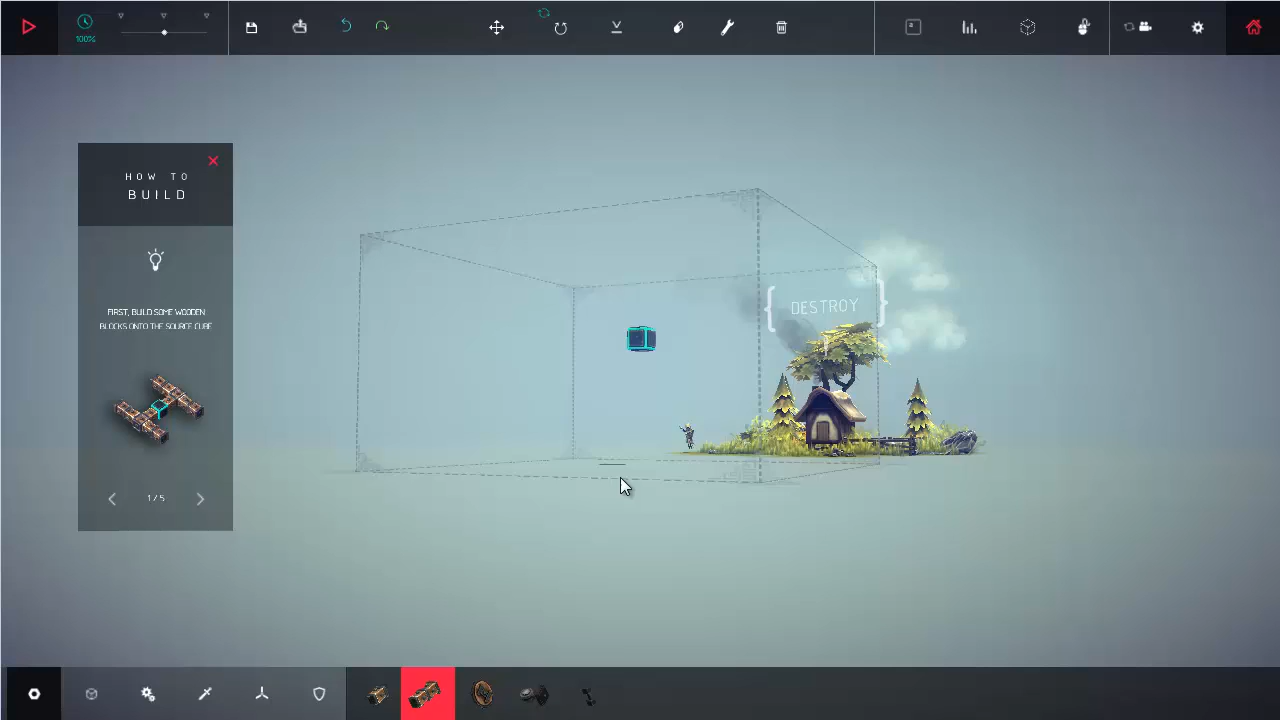 100%
HOW TO
BUILD
FIRST, BUILD SOME WOODEN
BLOCKS ONTO THE SOURCE CUBE
1/5
DESTROY